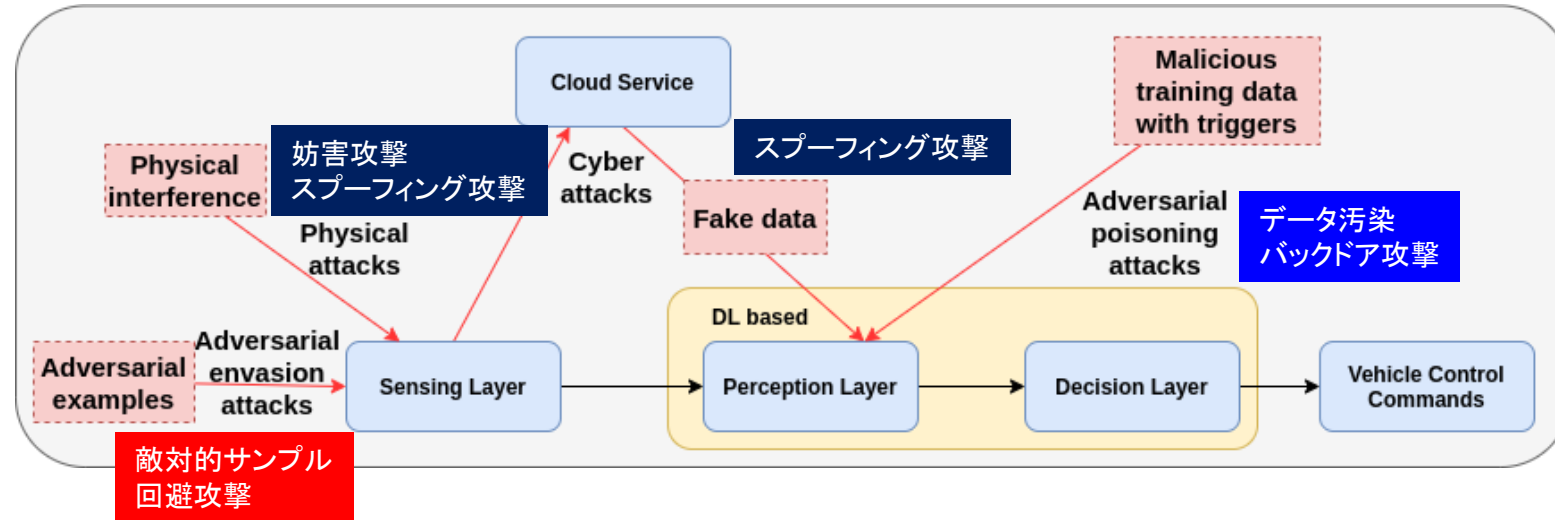 Cloud Service
Malicious
training data
with triggers
Physical
interference
妨害攻撃
スプーフィング攻撃
Cyber
attacks
スプーフィング攻撃
Fake data
Physical
attacks
Adversarial
poisoning
attacks
データ汚染
バックドア攻撃
DL based
Adversarial
examples
Adversarial
envasion
attacks
Sensing Layer
Perception Layer
Decision Layer
Vehicle Control
Commands
敵対的サンプル
回避攻撃